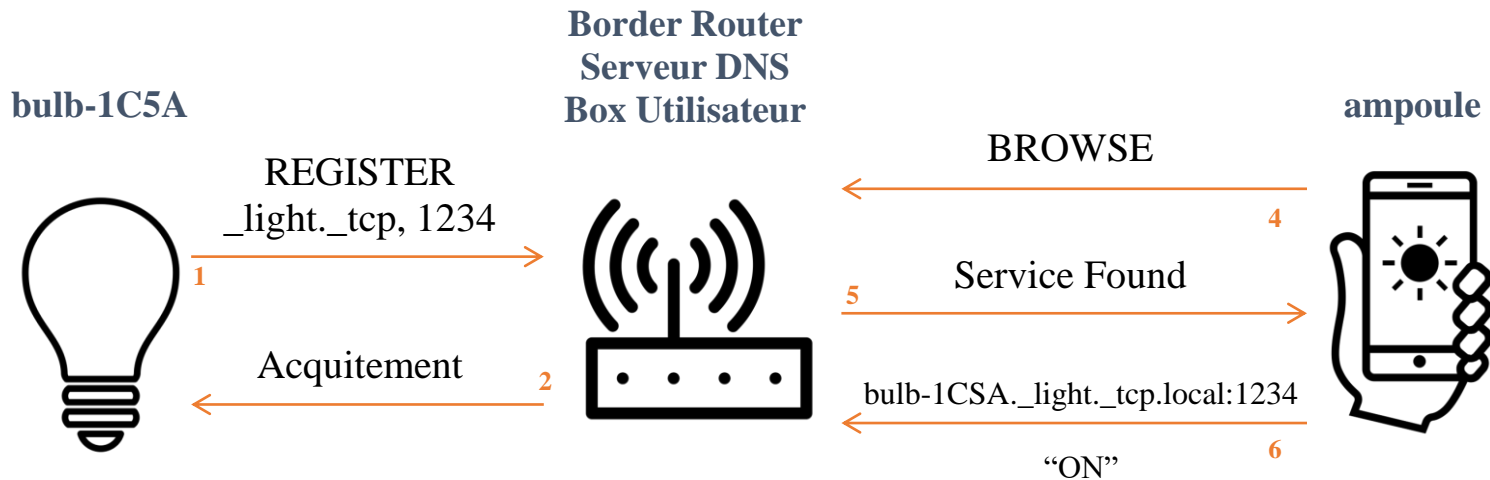 Border Router
Serveur DNS
Box Utilisateur
bulb-1C5A
ampoule
REGISTER
_light._tcp, 1234
1
Acquitement
2
BROWSE
4
Service Found
5
bulb-1CSA._light._tcp.local:1234
6
“ON”